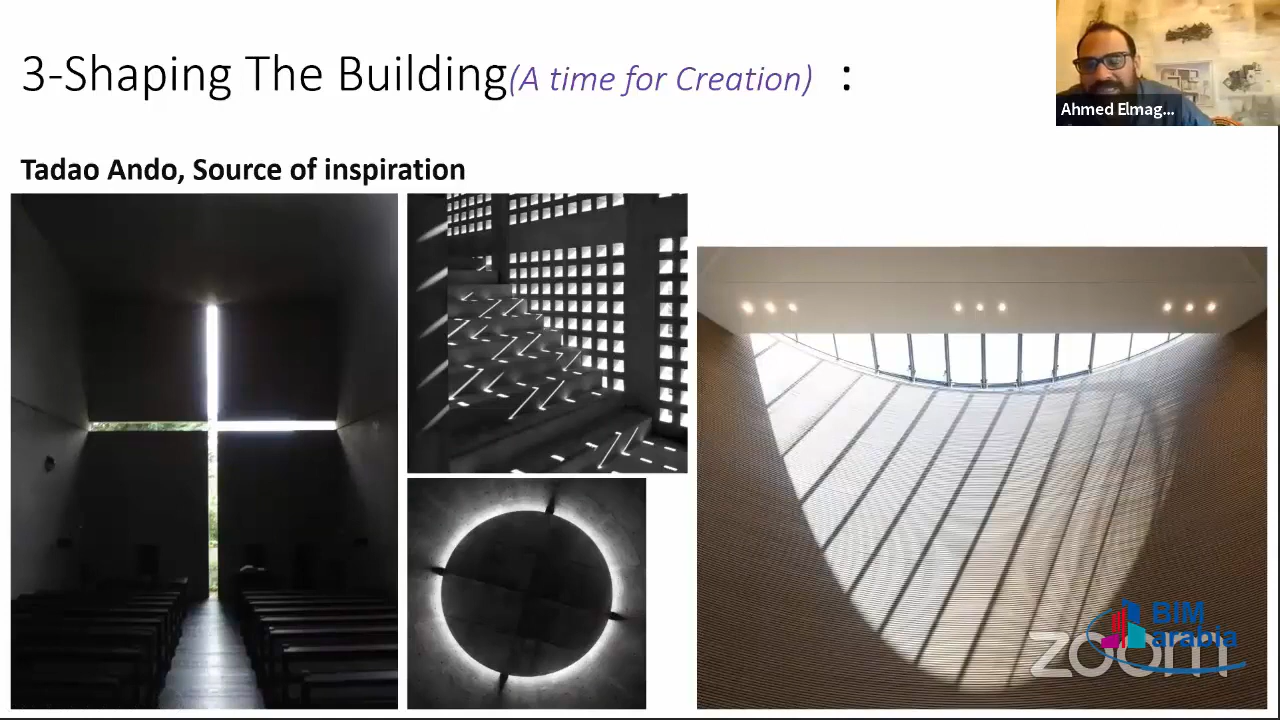 3-Shaping The Building(A time for Creation) :
Ahmed Elmag...
Tadao Ando, Source of inspiration
BIM
arabia
zoom